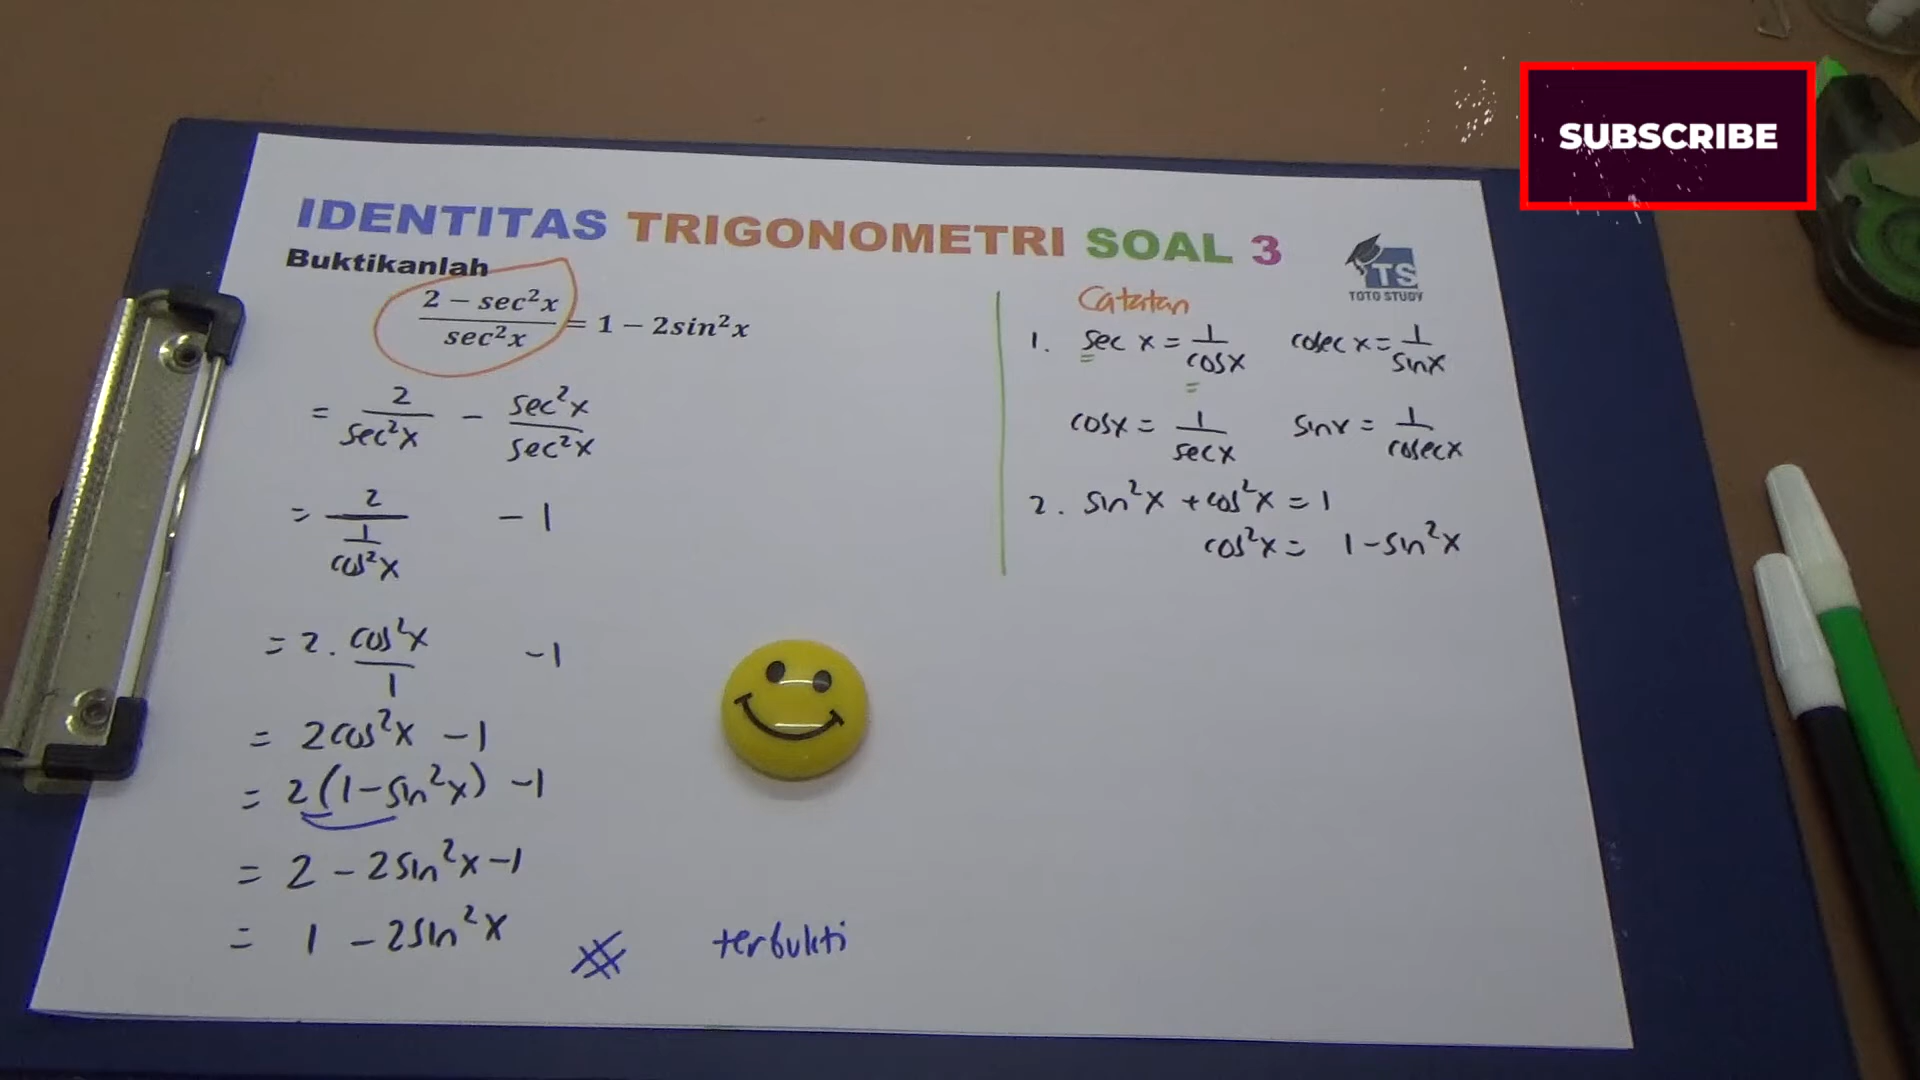 SUBSCRIBE
IDENTITAS TRIGONOMETRI SOAL 3
TS
TOTO STUDY
Buktikanlah
2 − sec²x / sec²x = 1 − 2sin²x
= 2 / sec²x − sec²x / sec²x
= 2 / (1 / cos²x) − 1
= 2 . cos²x / 1 − 1
= 2cos²x − 1
= 2(1−sin²x) − 1
= 2 − 2sin²x − 1
= 1 − 2sin²x
terbukti
Catatan
1. sec x = 1 / cosx cosec x = 1 / sinx
cosx = 1 / secx sinx = 1 / cosecx
2. sin²x + cos²x = 1
cos²x = 1 − sin²x